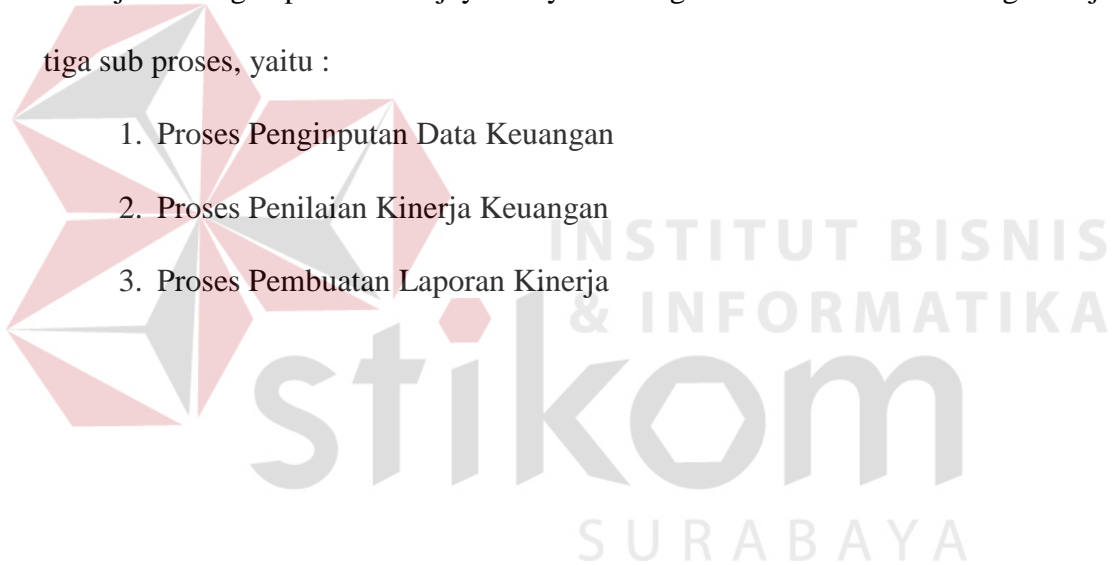 tiga sub proses, yaitu :
1. Proses Penginputan Data Keuangan
2. Proses Penilaian Kinerja Keuangan
3. Proses Pembuatan Laporan Kinerja
INSTITUT BISNIS
& INFORMATIKA
stikom
SURABAYA